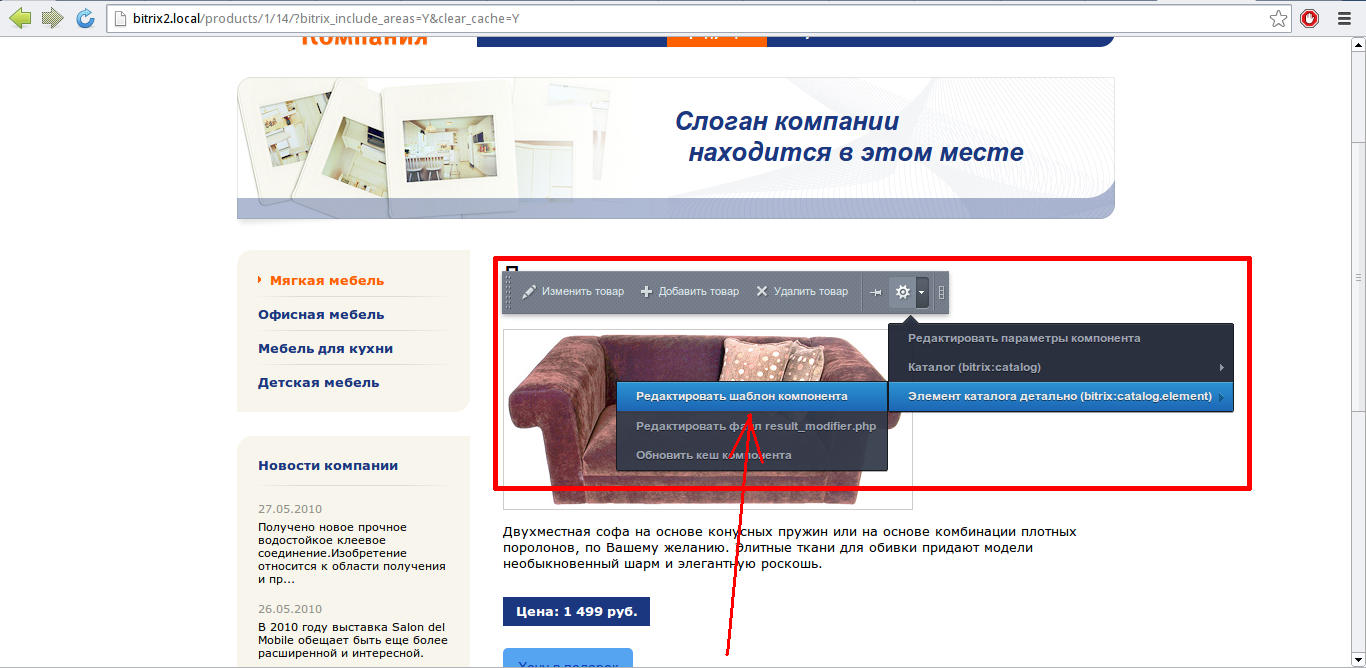 bitrix2.local/products/1/14/?bitrix_include_areas=Y&clear_cache=Y
Компания
Слоган компании
находится в этом месте
Мягкая мебель
Офисная мебель
Мебель для кухни
Детская мебель
Новости компании
27.05.2010
Получено новое прочное
водостойкое клеевое
соединение.Изобретение
относится к области получения
и пр...
26.05.2010
В 2010 году выставка Salon del
Mobile обещает быть еще более
расширенной и интересной.
Изменить товар
Добавить товар
Удалить товар
Редактировать параметры компонента
Каталог (bitrix:catalog)
Элемент каталога детально (bitrix:catalog.element)
Редактировать шаблон компонента
Редактировать файл result_modifier.php
Обновить кеш компонента
Двухместная софа на основе конусных пружин или на основе комбинации плотных
поролонов, по Вашему желанию. Элитные ткани для обивки придают модели
необыкновенный шарм и элегантную роскошь.
Цена: 1 499 руб.
Хочу в подарок